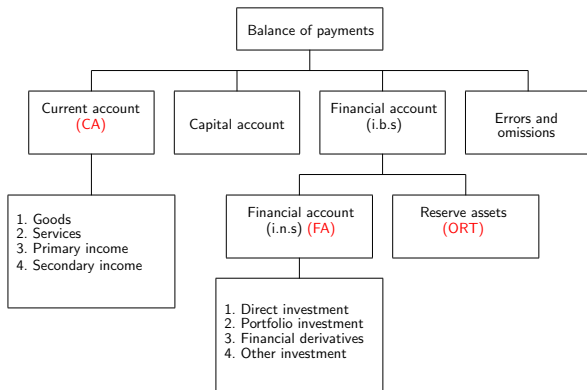 Balance of payments
Current account
(CA)
Capital account
Financial account
(i.b.s)
Errors and
omissions
1. Goods
2. Services
3. Primary income
4. Secondary income
Financial account
(i.n.s) (FA)
Reserve assets
(ORT)
1. Direct investment
2. Portfolio investment
3. Financial derivatives
4. Other investment